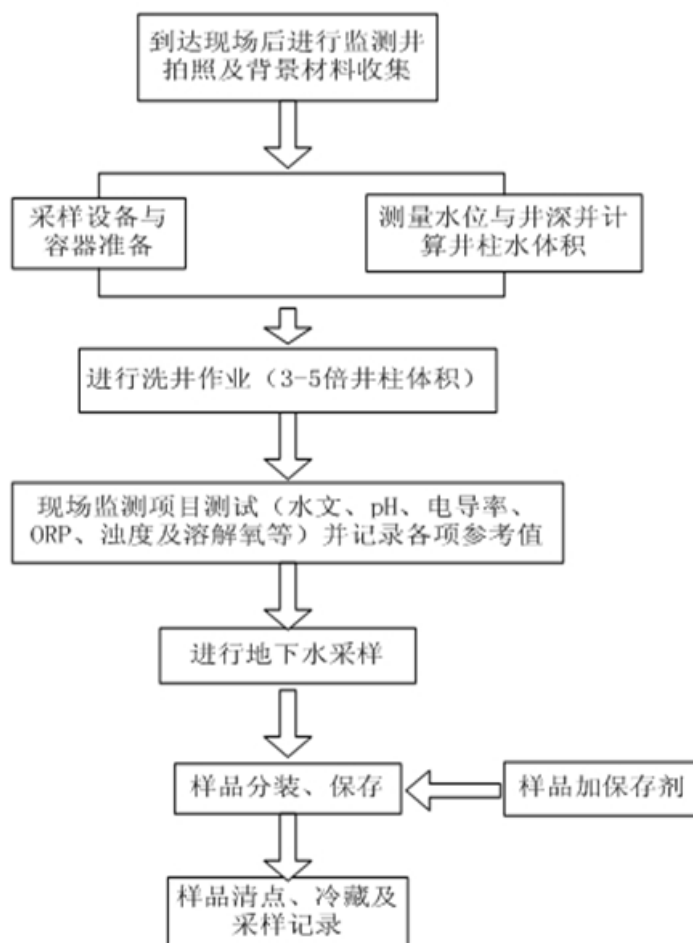 到达现场后进行监测井
拍照及背景材料收集
采样设备与
容器准备
测量水位与井深并计
算井柱水体积
进行洗井作业（3-5倍井柱体积）
现场监测项目测试（水文、pH、电导率、
ORP、浊度及溶解氧等）并记录各项参考值
进行地下水采样
样品分装、保存
样品加保存剂
样品清点、冷藏及
采样记录